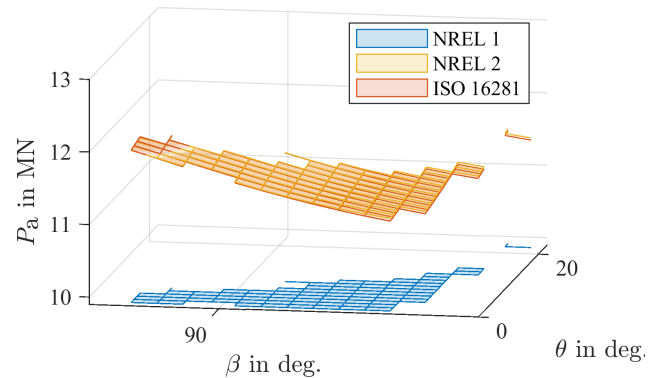 NREL 1
NREL 2
ISO 16281
13
12
11
10
Pa in MN
90
β in deg.
0
20
θ in deg.